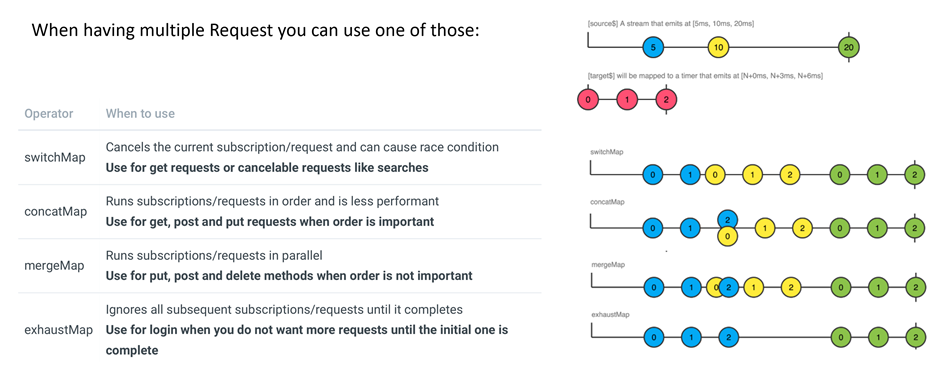 When having multiple Request you can use one of those:
Operator When to use
switchMap
Cancels the current subscription/request and can cause race condition
Use for get requests or cancelable requests like searches
concatMap
Runs subscriptions/requests in order and is less performant
Use for get, post and put requests when order is important
mergeMap
Runs subscriptions/requests in parallel
Use for put, post and delete methods when order is not important
exhaustMap
Ignores all subsequent subscriptions/requests until it completes
Use for login when you do not want more requests until the initial one is
complete
[source$] A stream that emits at [5ms, 10ms, 20ms]
5 10 20
[target$] will be mapped to a timer that emits at [N+0ms, N+3ms, N+6ms]
0 1 2
switchMap
0 1 0 1 2 0 1 2
concatMap
0 1 2 0 1 2 0 1 2
mergeMap
0 1 0 2 1 2 0 1 2
exhaustMap
0 1 2 0 1 2